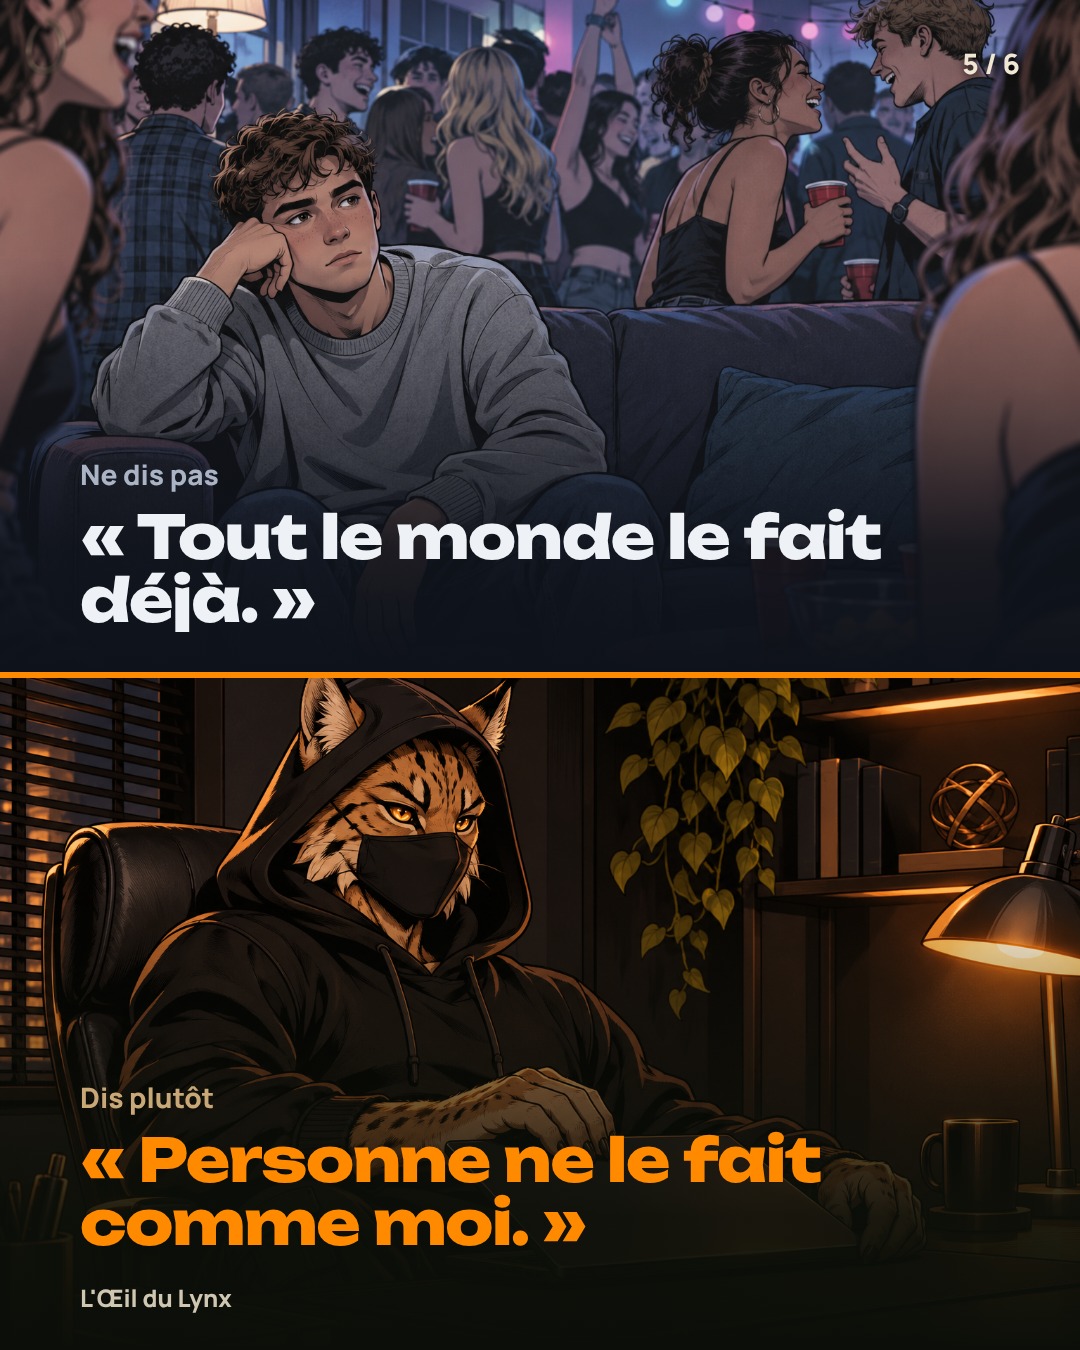 5 / 6
Ne dis pas
« Tout le monde le fait
déjà. »
Dis plutôt
« Personne ne le fait
comme moi. »
L'Œil du Lynx